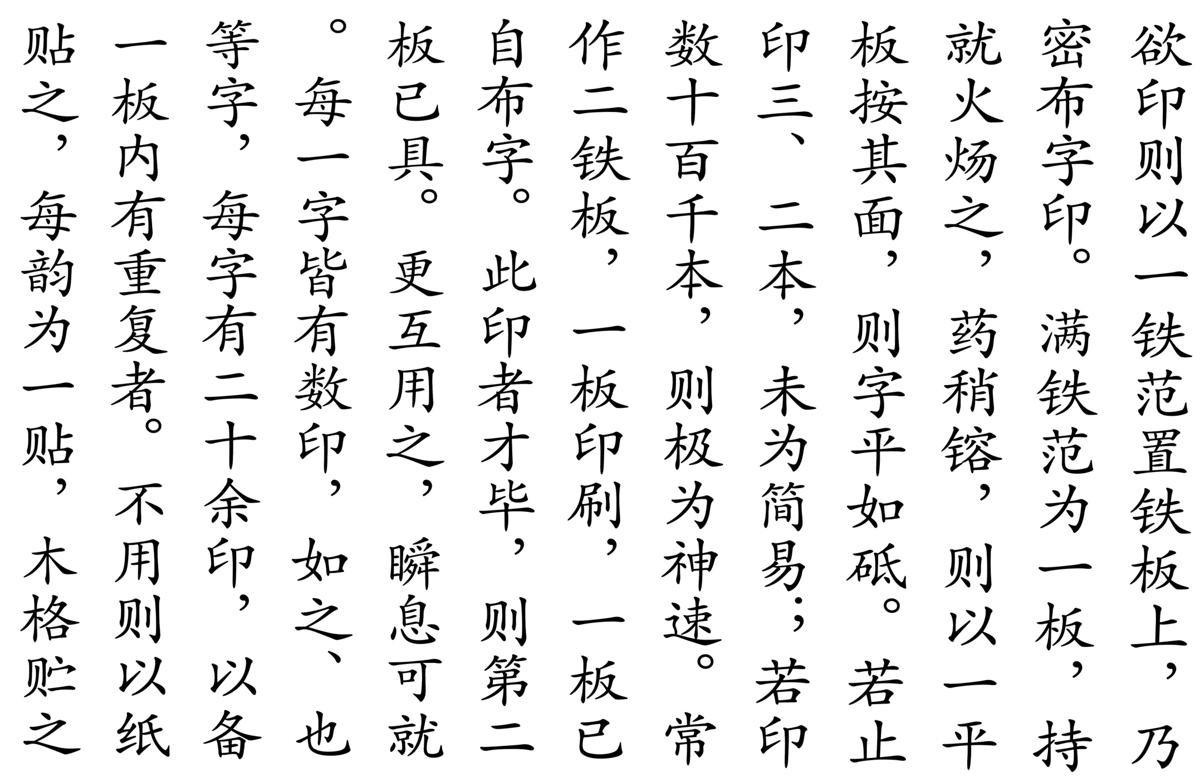 欲印则以一铁范置铁板上，乃
密布字印。满铁范为一板，持
就火炀之，药稍镕，则以一平
板按其面，则字平如砥。若止
印三、二本，未为简易；若印
数十百千本，则极为神速。常
作二铁板，一板印刷，一板已
自布字。此印者才毕，则第二
板已具。更互用之，瞬息可就
。每一字皆有数印，如之、也
等字，每字有二十余印，以备
一板内有重复者。不用则以纸
贴之，每韵为一贴，木格贮之